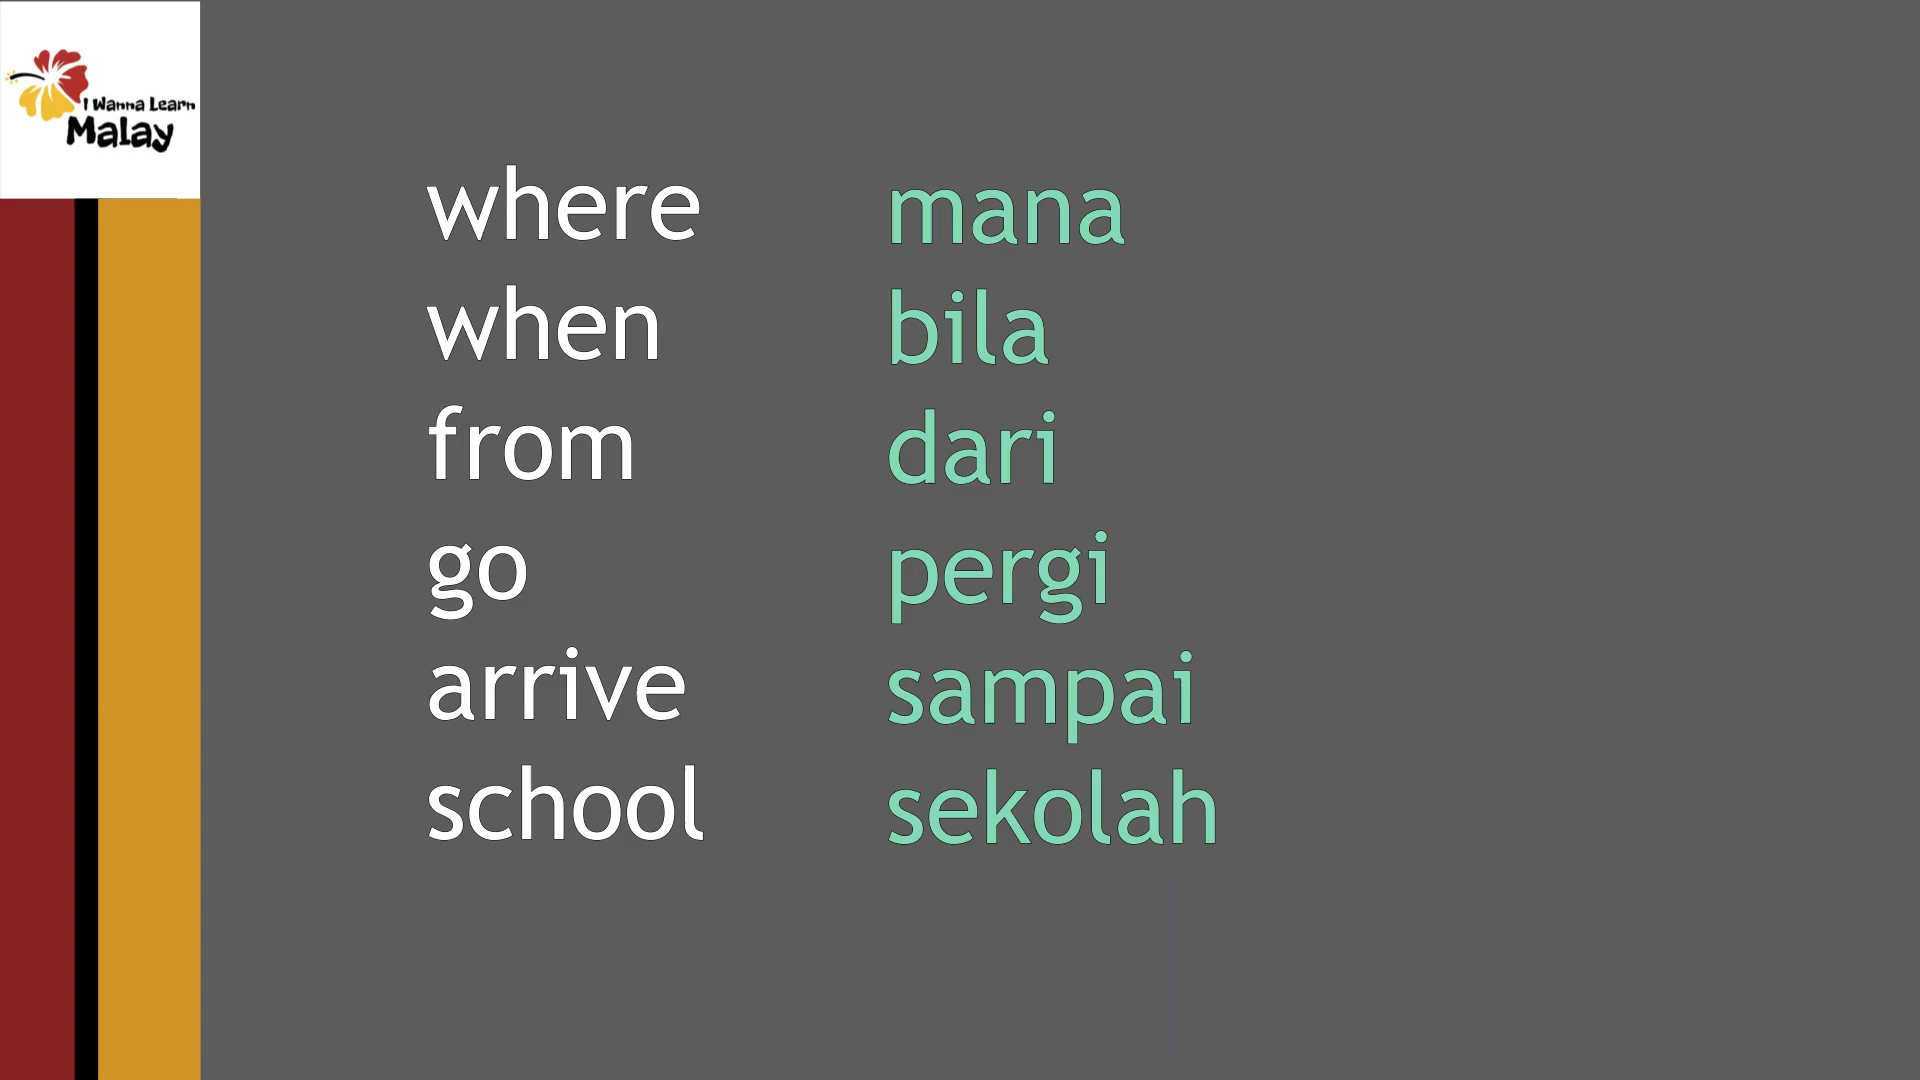 I Wanna Learn
Malay
where mana
when bila
from dari
go pergi
arrive sampai
school sekolah